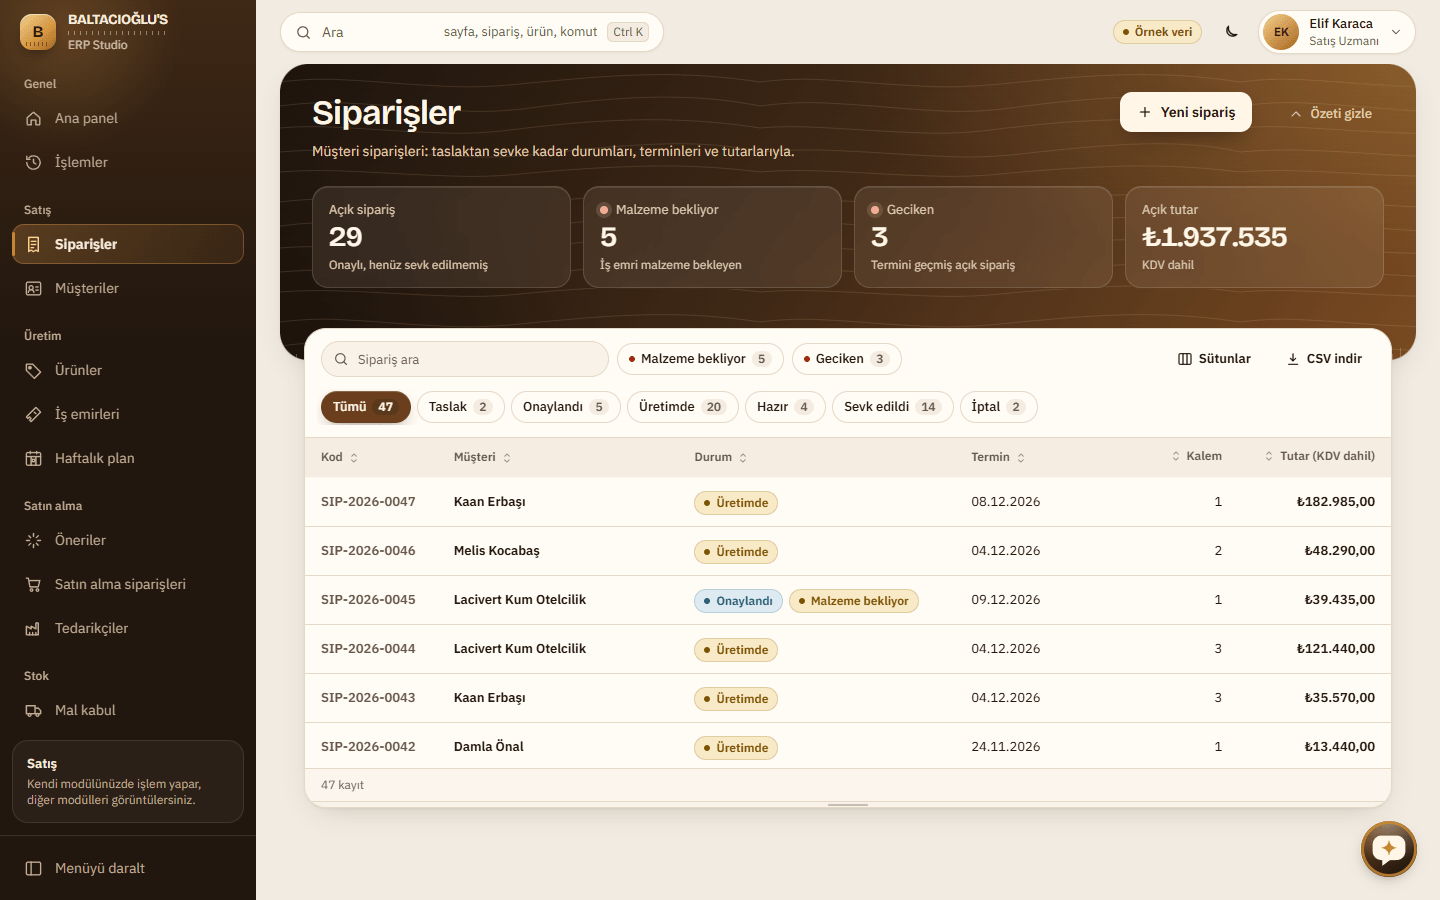 B
BALTACIOĞLU'S
ERP Studio
Genel
Ana panel
İşlemler
Satış
Siparişler
Müşteriler
Üretim
Ürünler
İş emirleri
Haftalık plan
Satın alma
Öneriler
Satın alma siparişleri
Tedarikçiler
Stok
Mal kabul
Satış
Kendi modülünüzde işlem yapar,
diğer modülleri görüntülersiniz.
Menüyü daralt
Ara sayfa, sipariş, ürün, komut Ctrl K
Örnek veri
EK
Elif Karaca
Satış Uzmanı
Siparişler
Müşteri siparişleri: taslaktan sevke kadar durumları, terminleri ve tutarlarıyla.
Yeni sipariş
Özeti gizle
Açık sipariş
29
Onaylı, henüz sevk edilmemiş
Malzeme bekliyor
5
İş emri malzeme bekleyen
Geciken
3
Termini geçmiş açık sipariş
Açık tutar
₺1.937.535
KDV dahil
Sipariş ara
Malzeme bekliyor 5
Geciken 3
Sütunlar
CSV indir
Tümü 47
Taslak 2
Onaylandı 5
Üretimde 20
Hazır 4
Sevk edildi 14
İptal 2
Kod Müşteri Durum Termin Kalem Tutar (KDV dahil)
SIP-2026-0047 Kaan Erbaşı Üretimde 08.12.2026 1 ₺182.985,00
SIP-2026-0046 Melis Kocabaş Üretimde 04.12.2026 2 ₺48.290,00
SIP-2026-0045 Lacivert Kum Otelcilik Onaylandı Malzeme bekliyor 09.12.2026 1 ₺39.435,00
SIP-2026-0044 Lacivert Kum Otelcilik Üretimde 04.12.2026 3 ₺121.440,00
SIP-2026-0043 Kaan Erbaşı Üretimde 04.12.2026 3 ₺35.570,00
SIP-2026-0042 Damla Önal Üretimde 24.11.2026 1 ₺13.440,00
47 kayıt